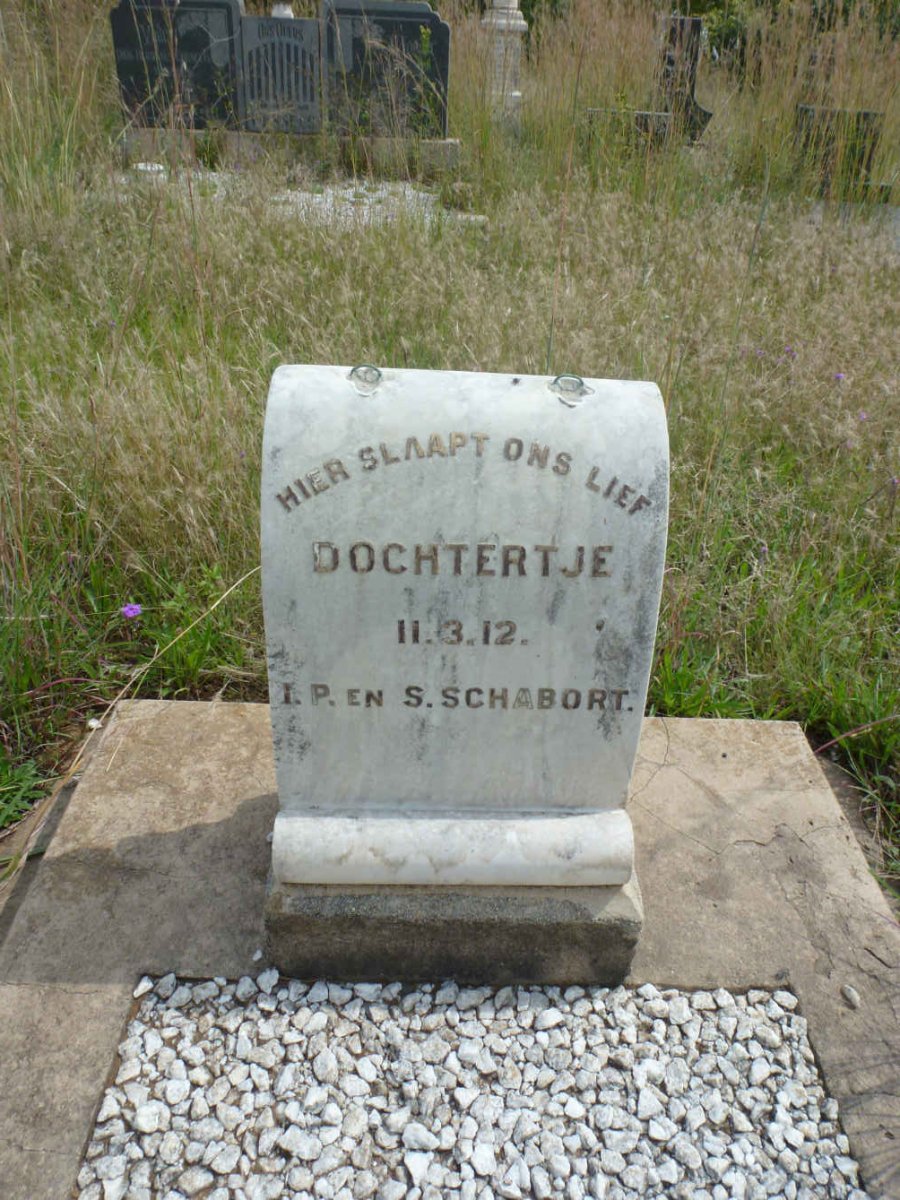 HIER SLAAPT ONS LIEF
DOCHTERTJE
11.3.12.
I. P. EN S. SCHABORT.